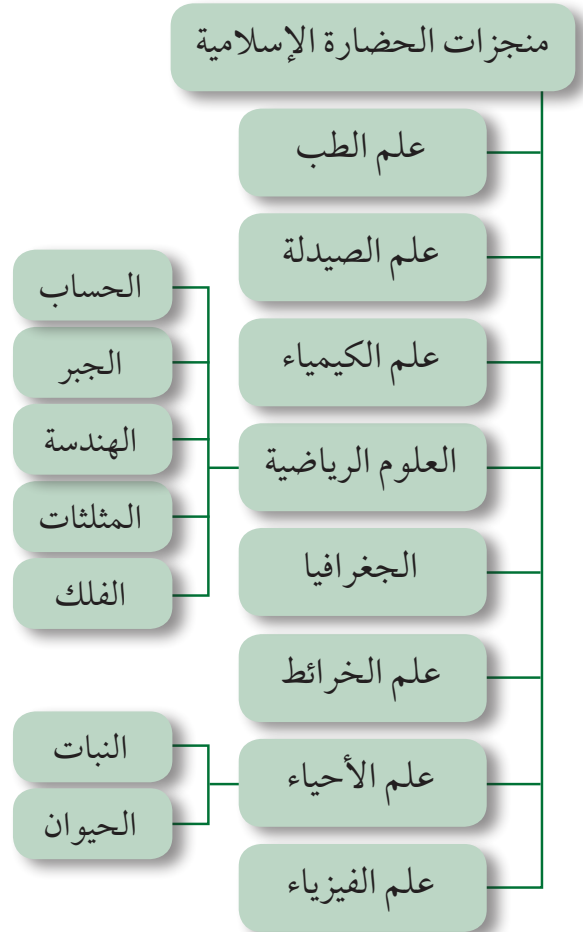 منجزات الحضارة الإسلامية
علم الطب
علم الصيدلة
علم الكيمياء
العلوم الرياضية
الحساب
الجبر
الهندسة
المثلثات
الفلك
الجغرافيا
علم الخرائط
علم الأحياء
النبات
الحيوان
علم الفيزياء